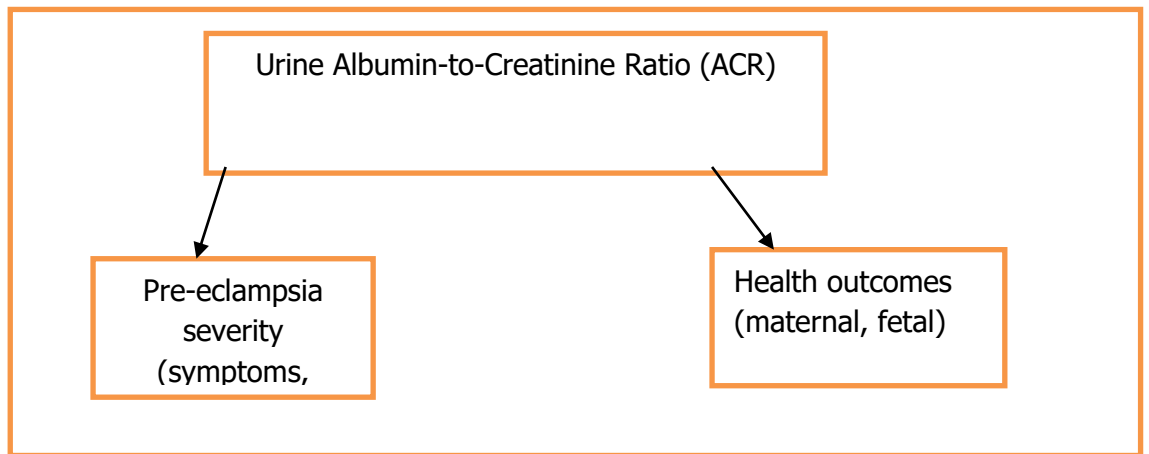 Urine Albumin-to-Creatinine Ratio (ACR)
Pre-eclampsia
severity
(symptoms,
Health outcomes
(maternal, fetal)